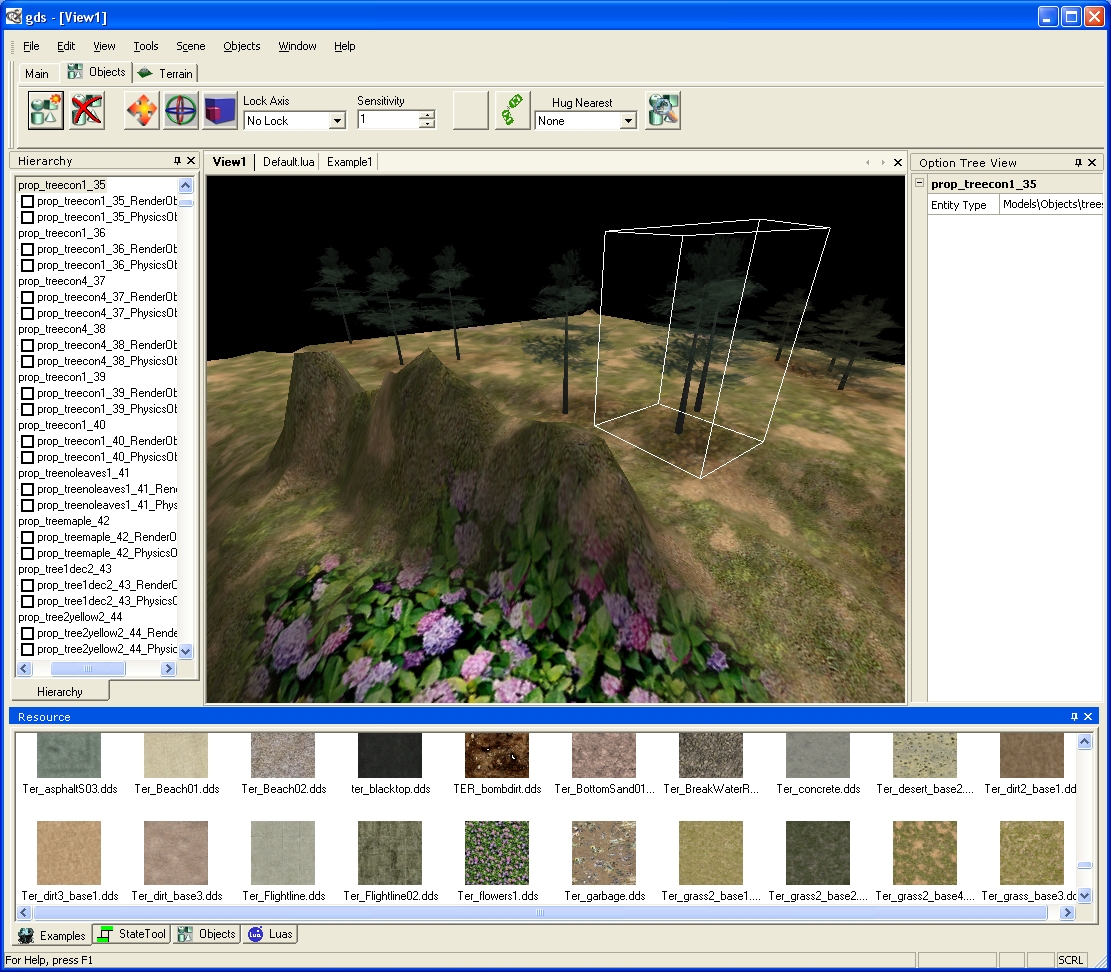 gds - [View1]
File Edit View Tools Scene Objects Window Help
Main Objects Terrain
Lock Axis
No Lock
Sensitivity
1
Hug Nearest
None
Hierarchy
prop_treecon1_35
prop_treecon1_35_RenderOb
prop_treecon1_35_PhysicsOb
prop_treecon1_36
prop_treecon1_36_RenderOb
prop_treecon1_36_PhysicsOb
prop_treecon4_37
prop_treecon4_37_RenderOb
prop_treecon4_37_PhysicsOb
prop_treecon4_38
prop_treecon4_38_RenderOb
prop_treecon4_38_PhysicsOb
prop_treecon1_39
prop_treecon1_39_RenderOb
prop_treecon1_39_PhysicsOb
prop_treecon1_40
prop_treecon1_40_RenderOb
prop_treecon1_40_PhysicsOb
prop_treenoleaves1_41
prop_treenoleaves1_41_Ren
prop_treenoleaves1_41_Phys
prop_treemaple_42
prop_treemaple_42_RenderO
prop_treemaple_42_PhysicsO
prop_tree1dec2_43
prop_tree1dec2_43_RenderO
prop_tree1dec2_43_PhysicsO
prop_tree2yellow2_44
prop_tree2yellow2_44_Rende
prop_tree2yellow2_44_Physic
Hierarchy
View1 Default.lua Example1
Option Tree View
prop_treecon1_35
Entity Type Models\Objects\trees
Resource
Ter_asphaltS03.dds Ter_Beach01.dds Ter_Beach02.dds ter_blacktop.dds TER_bombdirt.dds Ter_BottomSand01... Ter_BreakWaterR... Ter_concrete.dds Ter_desert_base2.... Ter_dirt2_base1.dd
Ter_dirt3_base1.dds Ter_dirt_base3.dds Ter_Flightline.dds Ter_Flightline02.dds Ter_flowers1.dds Ter_garbage.dds Ter_grass2_base1.... Ter_grass2_base2.... Ter_grass2_base4.... Ter_grass_base3.dd
Examples StateTool Objects Luas
For Help, press F1
SCRL